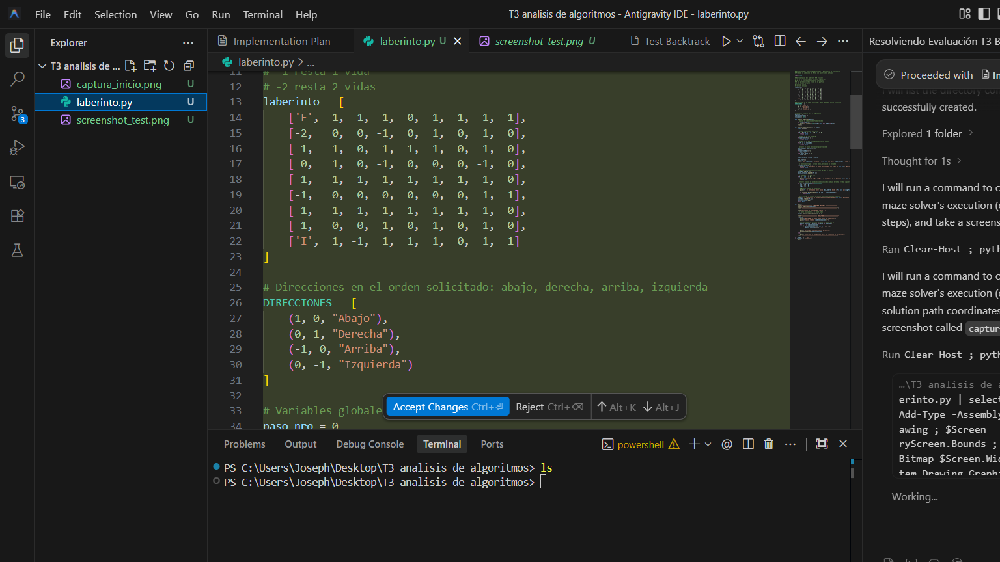 File Edit Selection View Go Run Terminal Help
T3 analisis de algoritmos - Antigravity IDE - laberinto.py
Explorer
T3 analisis de ...
captura_inicio.png U
laberinto.py U
screenshot_test.png U
3
Implementation Plan
laberinto.py U
screenshot_test.png U
Test Backtrack
laberinto.py > ...
11 # -1 resta 1 vida
12 # -2 resta 2 vidas
13 laberinto = [
14 ['F', 1, 1, 1, 0, 1, 1, 1, 1],
15 [-2, 0, 0, -1, 0, 1, 0, 1, 0],
16 [ 1, 1, 0, 1, 1, 1, 0, 1, 0],
17 [ 0, 1, 0, -1, 0, 0, 0, -1, 0],
18 [ 1, 1, 1, 1, 1, 1, 1, 1, 0],
19 [-1, 0, 0, 0, 0, 0, 0, 1, 1],
20 [ 1, 1, 1, 1, -1, 1, 1, 1, 0],
21 [ 1, 0, 0, 1, 0, 1, 0, 1, 0],
22 ['I', 1, -1, 1, 1, 1, 0, 1, 1]
23 ]
24
25 # Direcciones en el orden solicitado: abajo, derecha, arriba, izquierda
26 DIRECCIONES = [
27 (1, 0, "Abajo"),
28 (0, 1, "Derecha"),
29 (-1, 0, "Arriba"),
30 (0, -1, "Izquierda")
31 ]
32
33 # Variables globale
34 paso_nro = 0
Accept Changes Ctrl+⏎ Reject Ctrl+⌫ ↑ Alt+K ↓ Alt+J
Problems Output Debug Console Terminal Ports
powershell
PS C:\Users\Joseph\Desktop\T3 analisis de algoritmos> ls
PS C:\Users\Joseph\Desktop\T3 analisis de algoritmos>
Resolviendo Evaluación T3 B
Proceeded with
I will list the directory con
successfully created.
Explored 1 folder >
Thought for 1s >
I will run a command to c
maze solver's execution (
steps), and take a screens
Ran Clear-Host ; pyth
I will run a command to c
maze solver's execution (
solution path coordinates
screenshot called captur
Run Clear-Host ; pyth
…\T3 analisis de a
erinto.py | select
Add-Type -Assembly
awing ; $Screen =
ryScreen.Bounds ;
Bitmap $Screen.Wid
tem.Drawing.Graphi
Working...